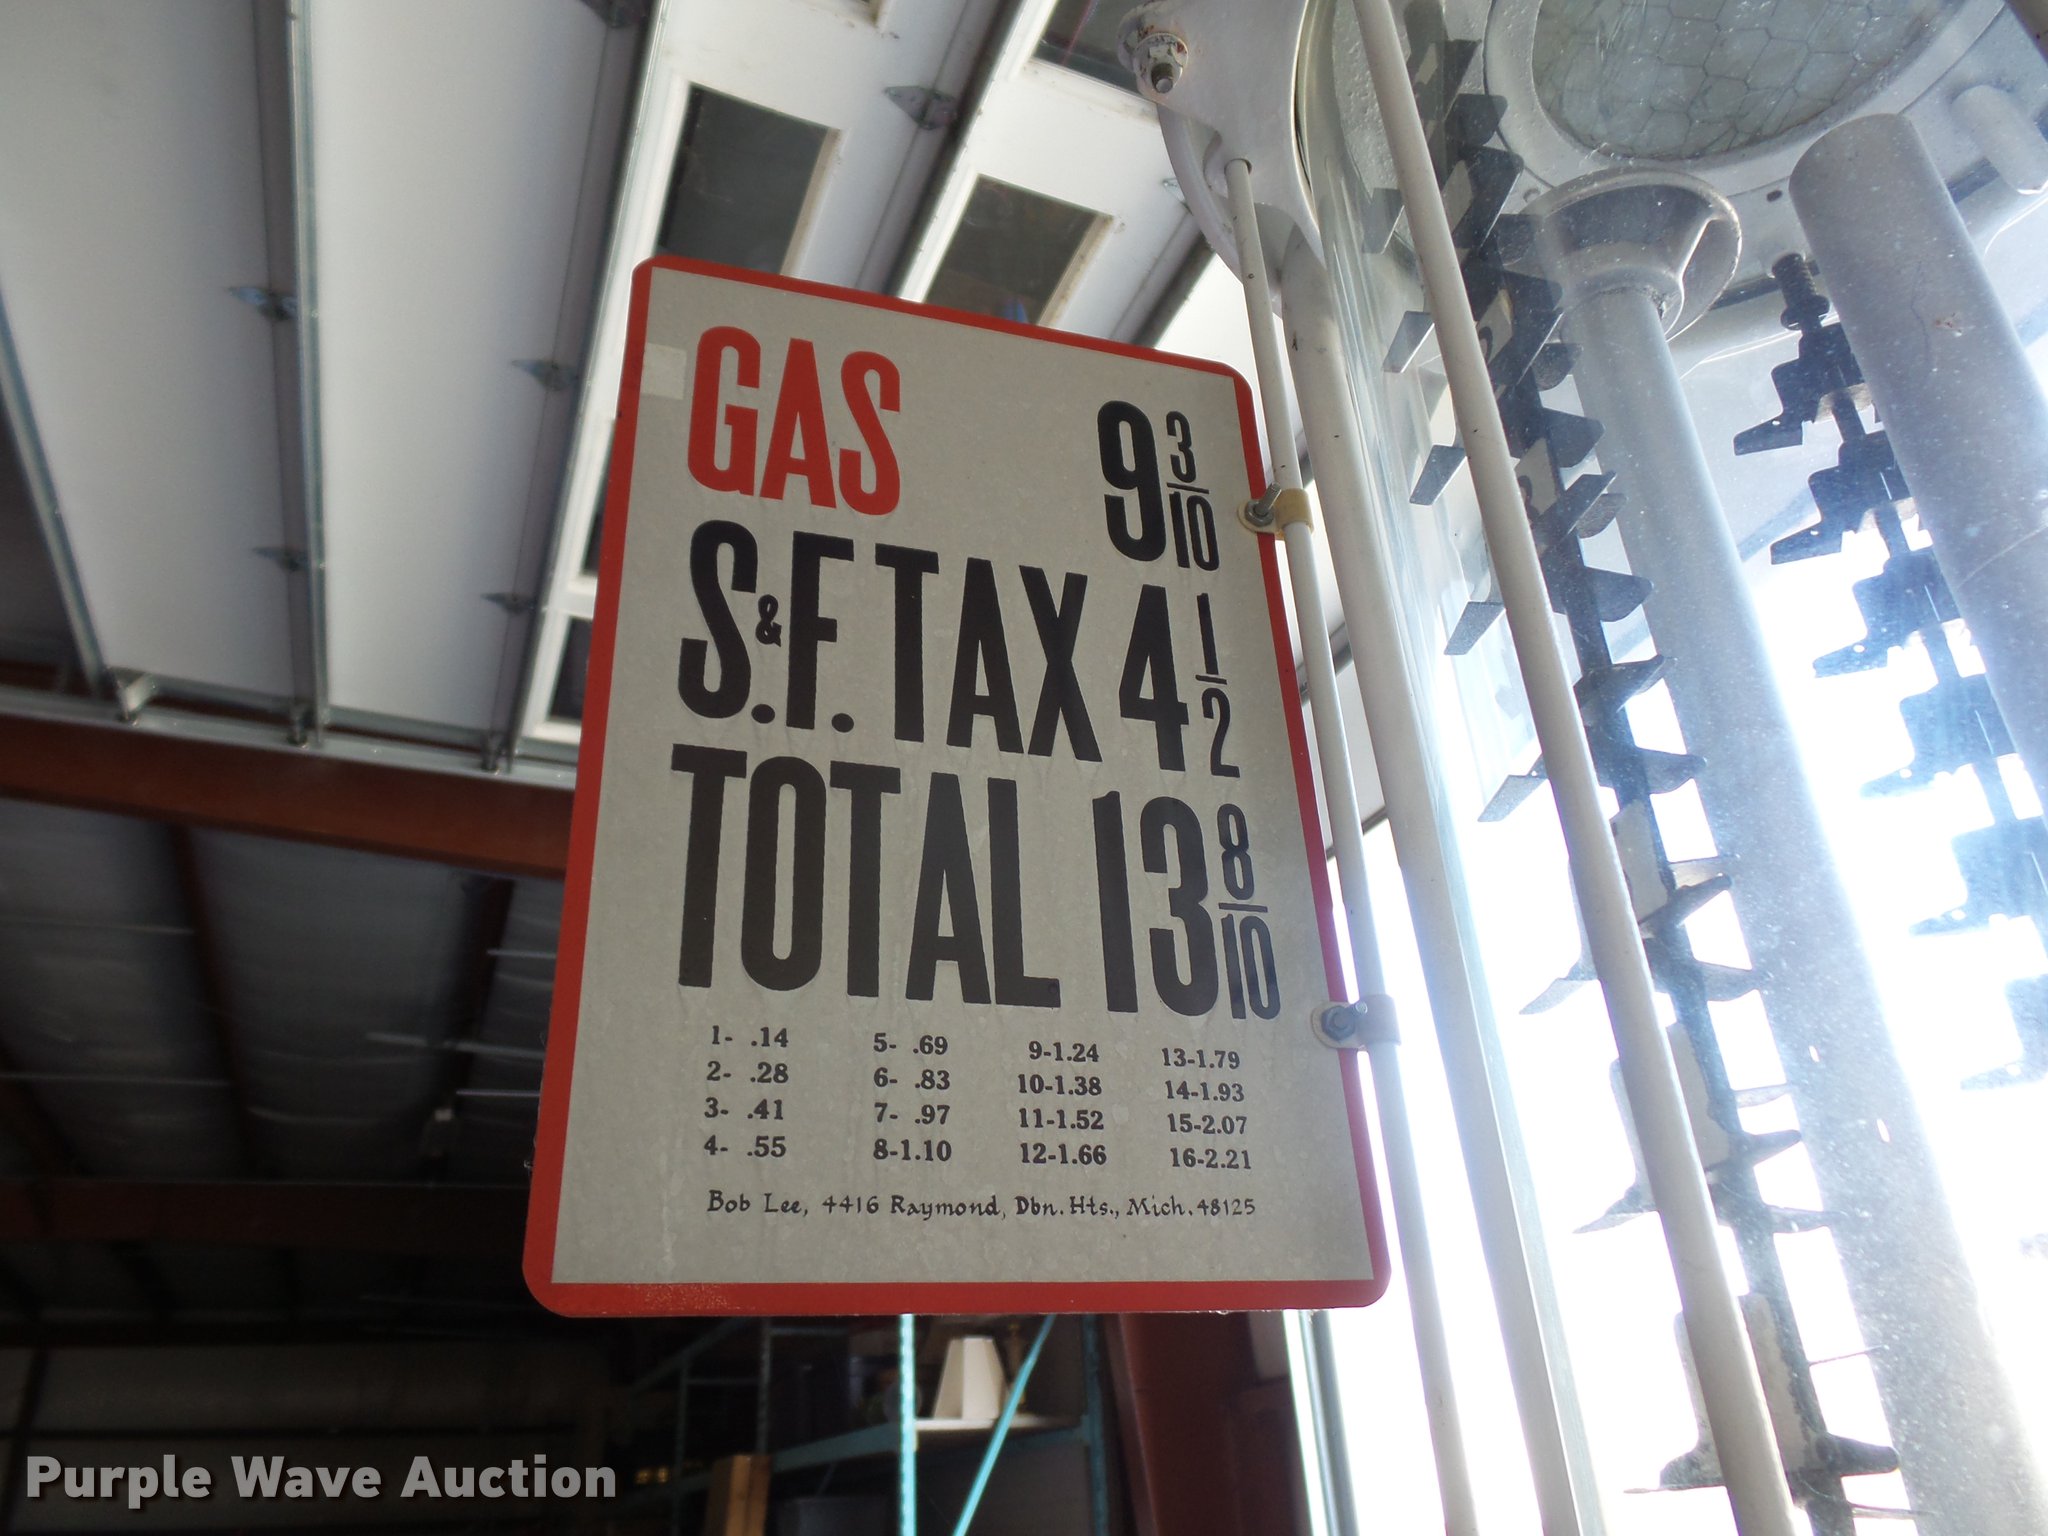 GAS 9 3/10
S.&F. TAX 4 1/2
TOTAL 13 8/10
1- .14 5- .69 9-1.24 13-1.79
2- .28 6- .83 10-1.38 14-1.93
3- .41 7- .97 11-1.52 15-2.07
4- .55 8-1.10 12-1.66 16-2.21
Bob Lee, 4416 Raymond, Dbn. Hts., Mich. 48125
Purple Wave Auction